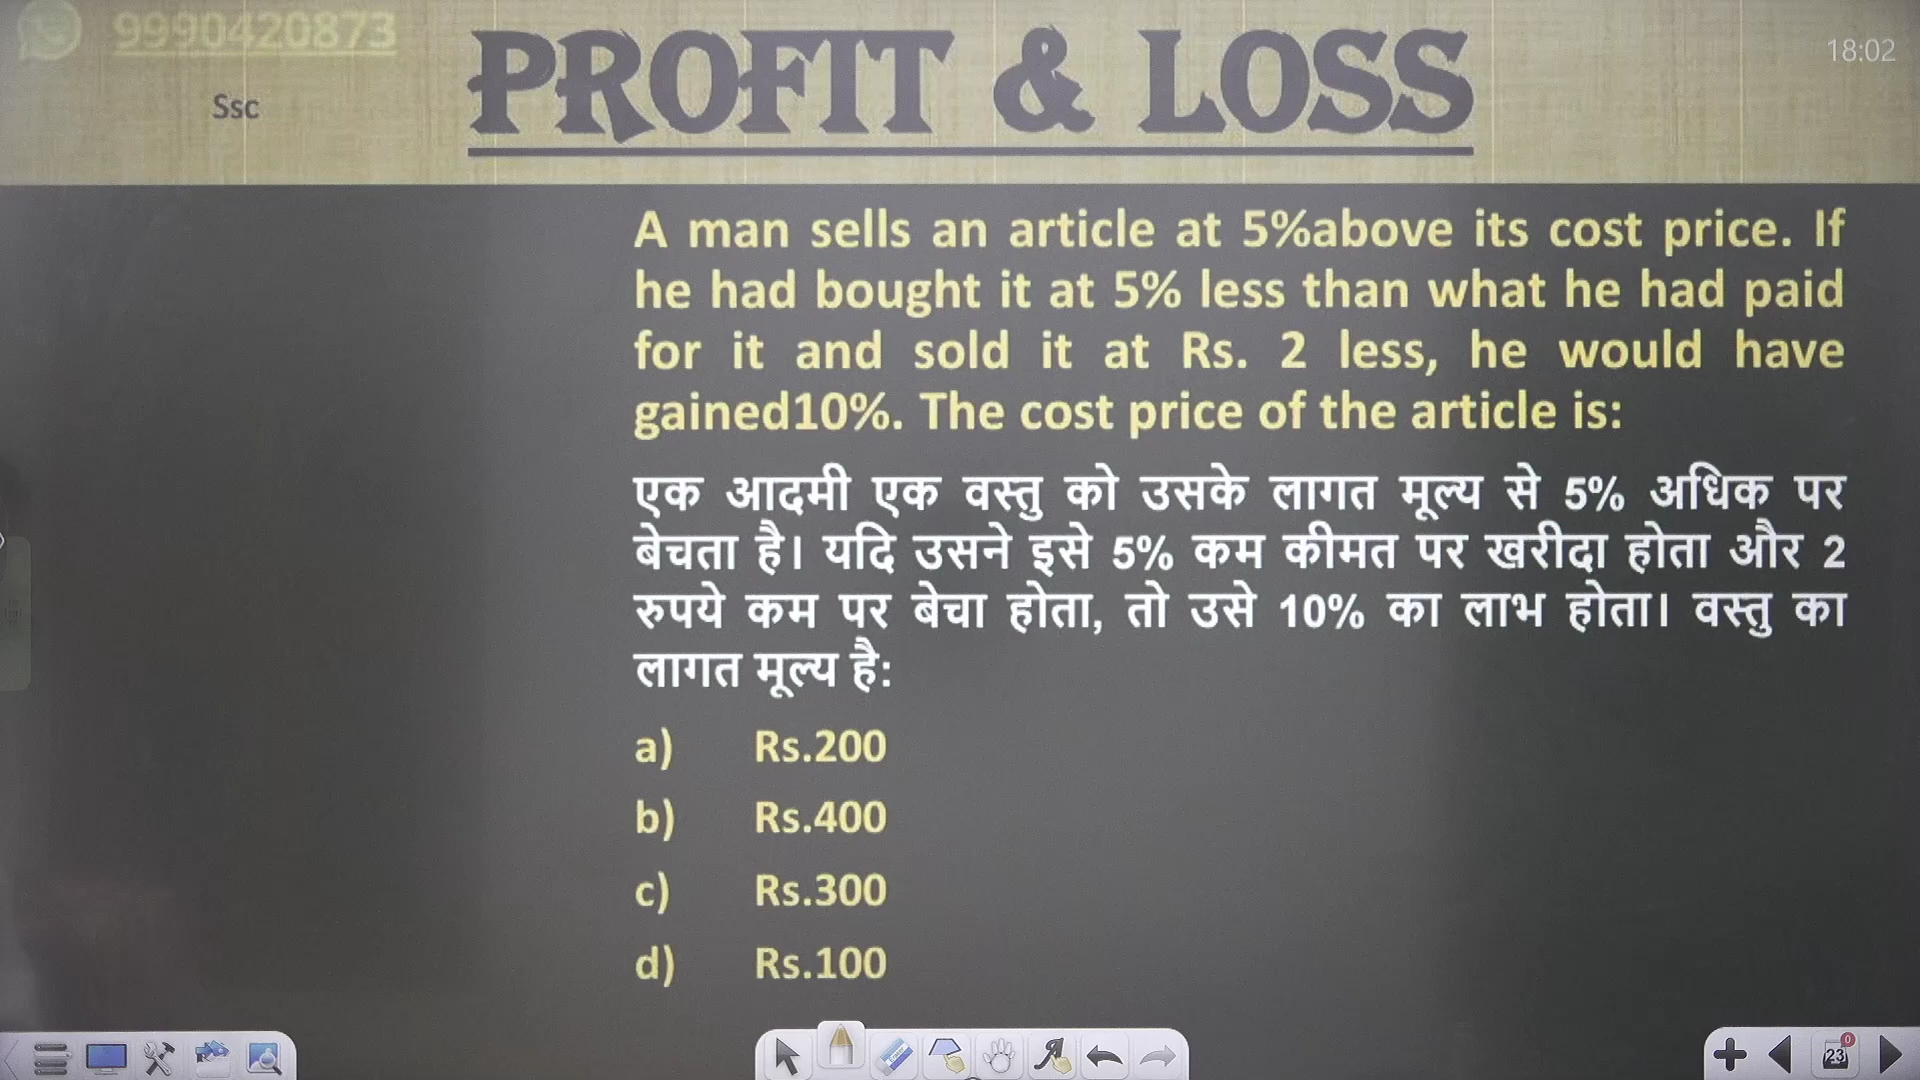 9990420873
PROFIT & LOSS
18:02
Ssc
A man sells an article at 5%above its cost price. If
he had bought it at 5% less than what he had paid
for it and sold it at Rs. 2 less, he would have
gained10%. The cost price of the article is:
एक आदमी एक वस्तु को उसके लागत मूल्य से 5% अधिक पर
बेचता है। यदि उसने इसे 5% कम कीमत पर खरीदा होता और 2
रुपये कम पर बेचा होता, तो उसे 10% का लाभ होता। वस्तु का
लागत मूल्य है:
a) Rs.200
b) Rs.400
c) Rs.300
d) Rs.100
23
0